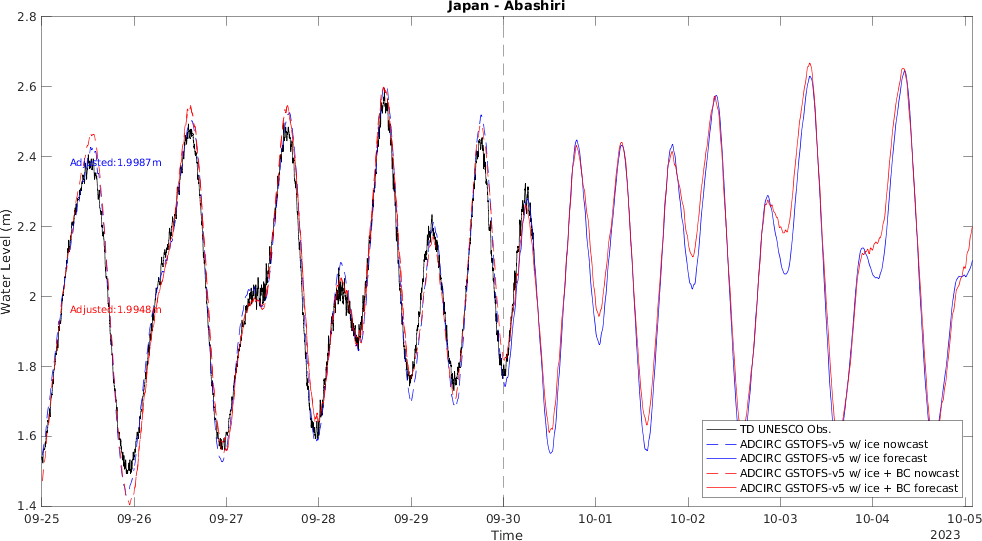 Japan - Abashiri
2.8
2.6
2.4
2.2
2
1.8
1.6
1.4
Water Level (m)
Adjusted:1.9987m
Adjusted:1.9948m
TD UNESCO Obs.
ADCIRC GSTOFS-v5 w/ ice nowcast
ADCIRC GSTOFS-v5 w/ ice forecast
ADCIRC GSTOFS-v5 w/ ice + BC nowcast
ADCIRC GSTOFS-v5 w/ ice + BC forecast
09-25 09-26 09-27 09-28 09-29 09-30 10-01 10-02 10-03 10-04 10-05
Time
2023